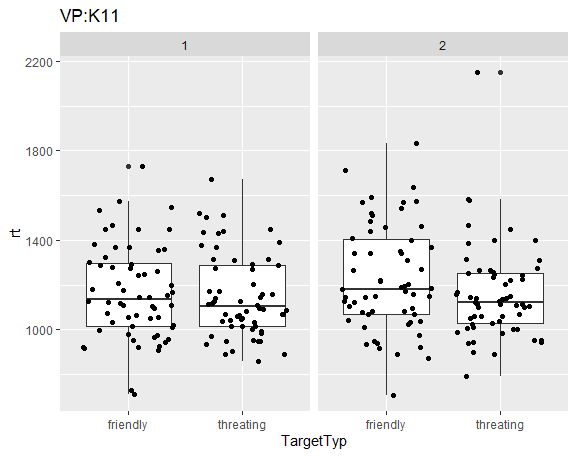 VP:K11
1 2
2200
1800
1400
1000
rt
friendly threating friendly threating
TargetTyp